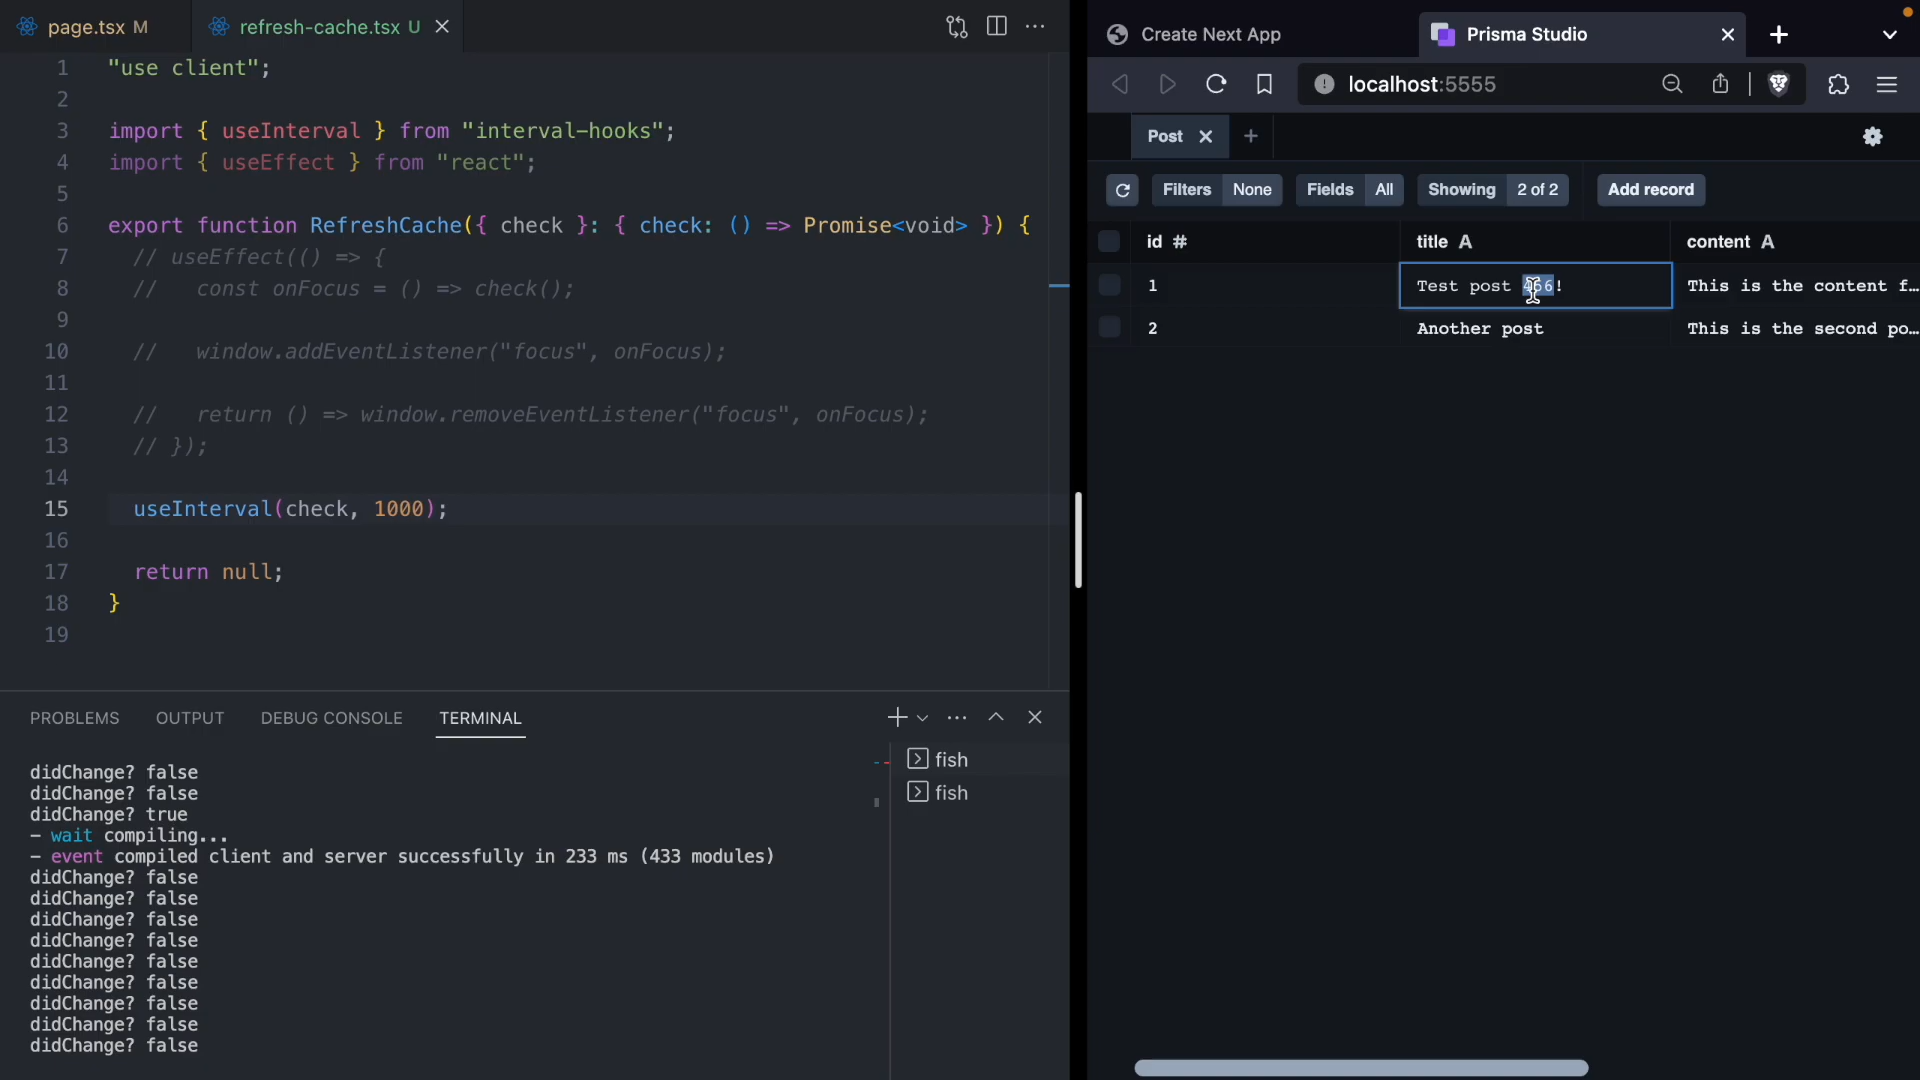 page.tsx M
refresh-cache.tsx U
1 "use client";
2
3 import { useInterval } from "interval-hooks";
4 import { useEffect } from "react";
5
6 export function RefreshCache({ check }: { check: () => Promise<void> }) {
7 // useEffect(() => {
8 //   const onFocus = () => check();
9
10 //   window.addEventListener("focus", onFocus);
11
12 //   return () => window.removeEventListener("focus", onFocus);
13 // });
14
15 useInterval(check, 1000);
16
17 return null;
18 }
19
PROBLEMS OUTPUT DEBUG CONSOLE TERMINAL
didChange? false
didChange? false
didChange? true
- wait compiling...
- event compiled client and server successfully in 233 ms (433 modules)
didChange? false
didChange? false
didChange? false
didChange? false
didChange? false
didChange? false
didChange? false
didChange? false
didChange? false
fish
fish
Create Next App
Prisma Studio
localhost:5555
Post
Filters None Fields All Showing 2 of 2 Add record
id # title A content A
1 Test post 456! This is the content f…
2 Another post This is the second po…